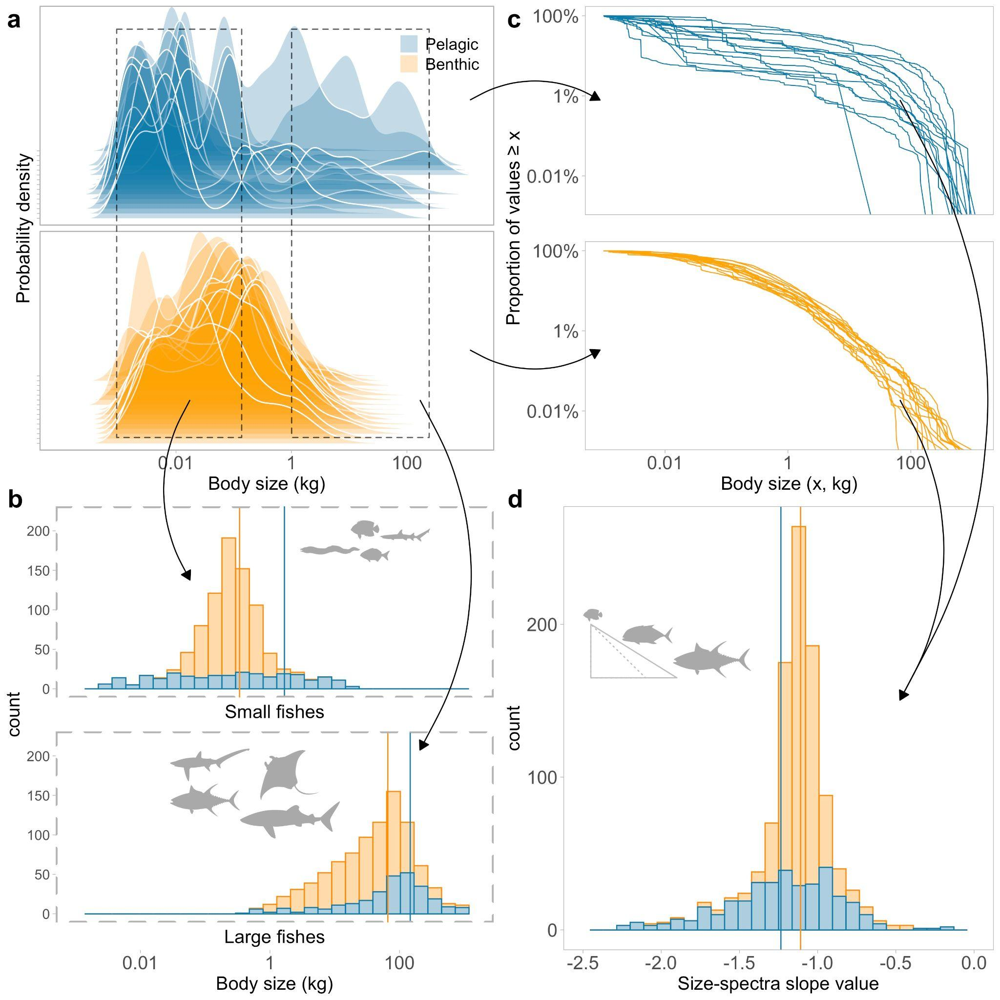 a
Pelagic
Benthic
Probability density
0.01 1 100
Body size (kg)
c
100%
1%
0.01%
Proportion of values ≥ x
100%
1%
0.01%
0.01 1 100
Body size (x, kg)
b
200
150
100
50
0
Small fishes
count
200
150
100
50
0
Large fishes
0.01 1 100
Body size (kg)
d
200
100
0
count
-2.5 -2.0 -1.5 -1.0 -0.5 0.0
Size-spectra slope value